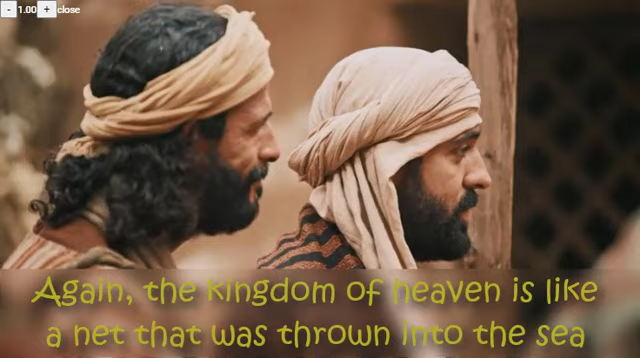 - 1.00 + close
Again, the kingdom of heaven is like
a net that was thrown into the sea